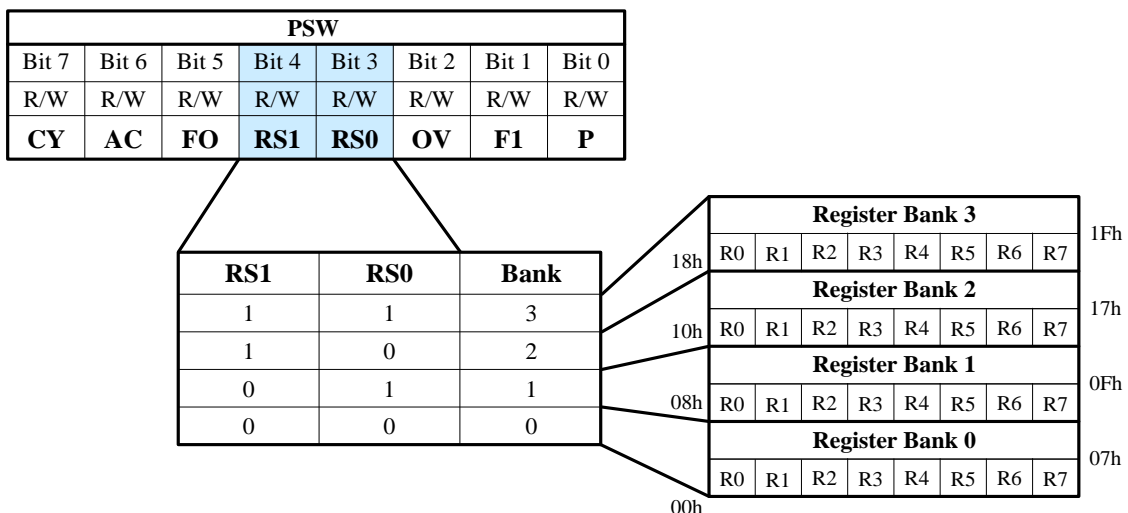 PSW
Bit 7 Bit 6 Bit 5 Bit 4 Bit 3 Bit 2 Bit 1 Bit 0
R/W R/W R/W R/W R/W R/W R/W R/W
CY AC FO RS1 RS0 OV F1 P
RS1 RS0 Bank
1 1 3
1 0 2
0 1 1
0 0 0
Register Bank 3
18h R0 R1 R2 R3 R4 R5 R6 R7 1Fh
Register Bank 2
10h R0 R1 R2 R3 R4 R5 R6 R7 17h
Register Bank 1
08h R0 R1 R2 R3 R4 R5 R6 R7 0Fh
Register Bank 0
00h R0 R1 R2 R3 R4 R5 R6 R7 07h